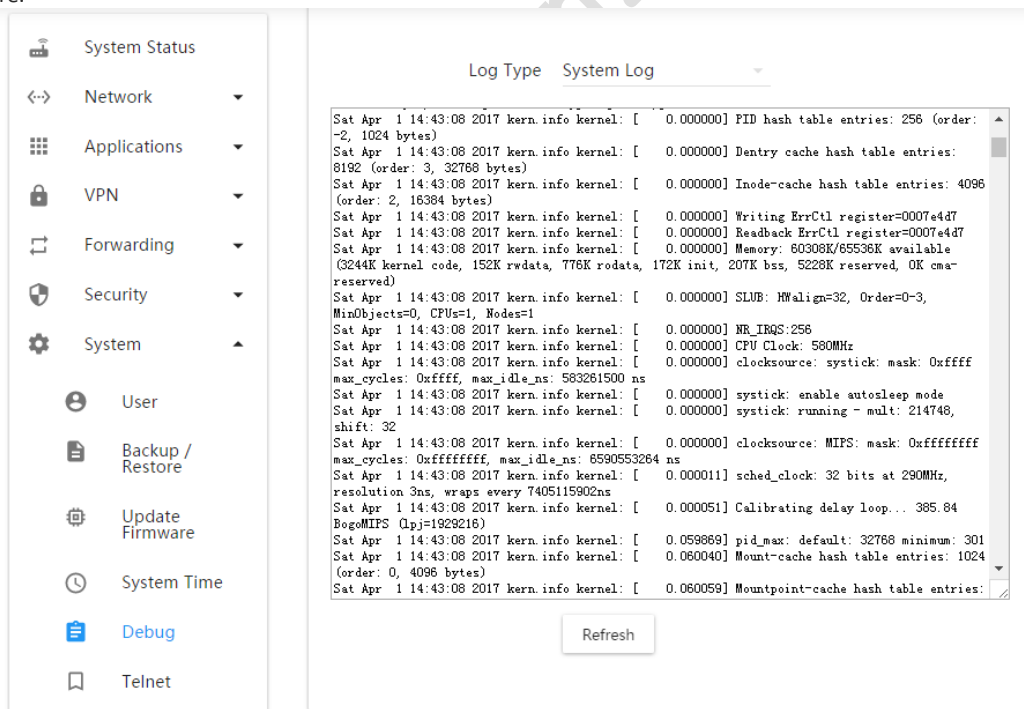 System Status
Network
Applications
VPN
Forwarding
Security
System
User
Backup /
Restore
Update
Firmware
System Time
Debug
Telnet
Log Type System Log
Sat Apr 1 14:43:08 2017 kern.info kernel: [ 0.000000] PID hash table entries: 256 (order:
-2, 1024 bytes)
Sat Apr 1 14:43:08 2017 kern.info kernel: [ 0.000000] Dentry cache hash table entries:
8192 (order: 3, 32768 bytes)
Sat Apr 1 14:43:08 2017 kern.info kernel: [ 0.000000] Inode-cache hash table entries: 4096
(order: 2, 16384 bytes)
Sat Apr 1 14:43:08 2017 kern.info kernel: [ 0.000000] Writing ErrCtl register=0007e4d7
Sat Apr 1 14:43:08 2017 kern.info kernel: [ 0.000000] Readback ErrCtl register=0007e4d7
Sat Apr 1 14:43:08 2017 kern.info kernel: [ 0.000000] Memory: 60308K/65536K available
(3244K kernel code, 152K rwdata, 776K rodata, 172K init, 207K bss, 5228K reserved, 0K cma-
reserved)
Sat Apr 1 14:43:08 2017 kern.info kernel: [ 0.000000] SLUB: HWalign=32, Order=0-3,
MinObjects=0, CPUs=1, Nodes=1
Sat Apr 1 14:43:08 2017 kern.info kernel: [ 0.000000] NR_IRQS:256
Sat Apr 1 14:43:08 2017 kern.info kernel: [ 0.000000] CPU Clock: 580MHz
Sat Apr 1 14:43:08 2017 kern.info kernel: [ 0.000000] clocksource: systick: mask: 0xffff
max_cycles: 0xffff, max_idle_ns: 583261500 ns
Sat Apr 1 14:43:08 2017 kern.info kernel: [ 0.000000] systick: enable autosleep mode
Sat Apr 1 14:43:08 2017 kern.info kernel: [ 0.000000] systick: running - mult: 214748,
shift: 32
Sat Apr 1 14:43:08 2017 kern.info kernel: [ 0.000000] clocksource: MIPS: mask: 0xffffffff
max_cycles: 0xffffffff, max_idle_ns: 6590553264 ns
Sat Apr 1 14:43:08 2017 kern.info kernel: [ 0.000011] sched_clock: 32 bits at 290MHz,
resolution 3ns, wraps every 7405115902ns
Sat Apr 1 14:43:08 2017 kern.info kernel: [ 0.000051] Calibrating delay loop... 385.84
BogoMIPS (lpj=1929216)
Sat Apr 1 14:43:08 2017 kern.info kernel: [ 0.059869] pid_max: default: 32768 minimum: 301
Sat Apr 1 14:43:08 2017 kern.info kernel: [ 0.060040] Mount-cache hash table entries: 1024
(order: 0, 4096 bytes)
Sat Apr 1 14:43:08 2017 kern.info kernel: [ 0.060059] Mountpoint-cache hash table entries:
Refresh